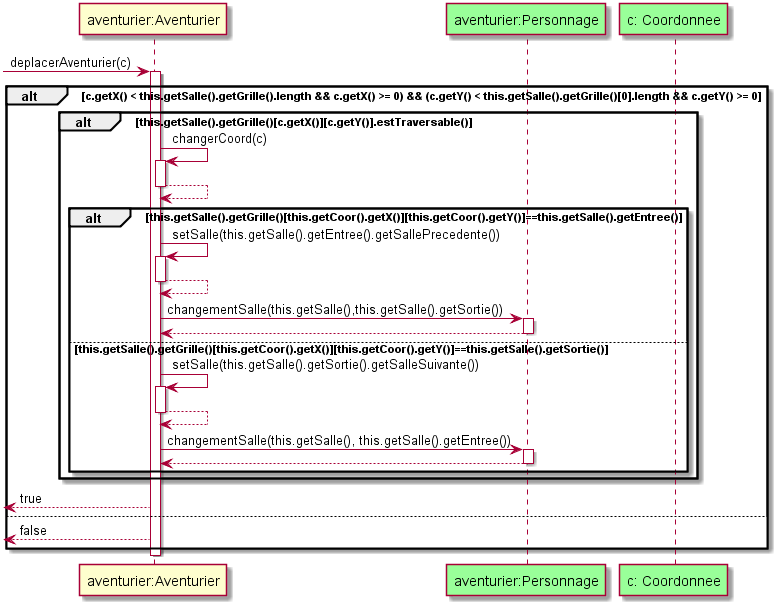 aventurier:Aventurier
aventurier:Personnage
c: Coordonnee
deplacerAventurier(c)
alt [c.getX() < this.getSalle().getGrille().length && c.getX() >= 0) && (c.getY() < this.getSalle().getGrille()[0].length && c.getY() >= 0]
alt [this.getSalle().getGrille()[c.getX()][c.getY()].estTraversable()]
changerCoord(c)
alt [this.getSalle().getGrille()[this.getCoor().getX()][this.getCoor().getY()]==this.getSalle().getEntree()]
setSalle(this.getSalle().getEntree().getSallePrecedente())
changementSalle(this.getSalle(),this.getSalle().getSortie())
[this.getSalle().getGrille()[this.getCoor().getX()][this.getCoor().getY()]==this.getSalle().getSortie()]
setSalle(this.getSalle().getSortie().getSalleSuivante())
changementSalle(this.getSalle(), this.getSalle().getEntree())
true
false
aventurier:Aventurier
aventurier:Personnage
c: Coordonnee